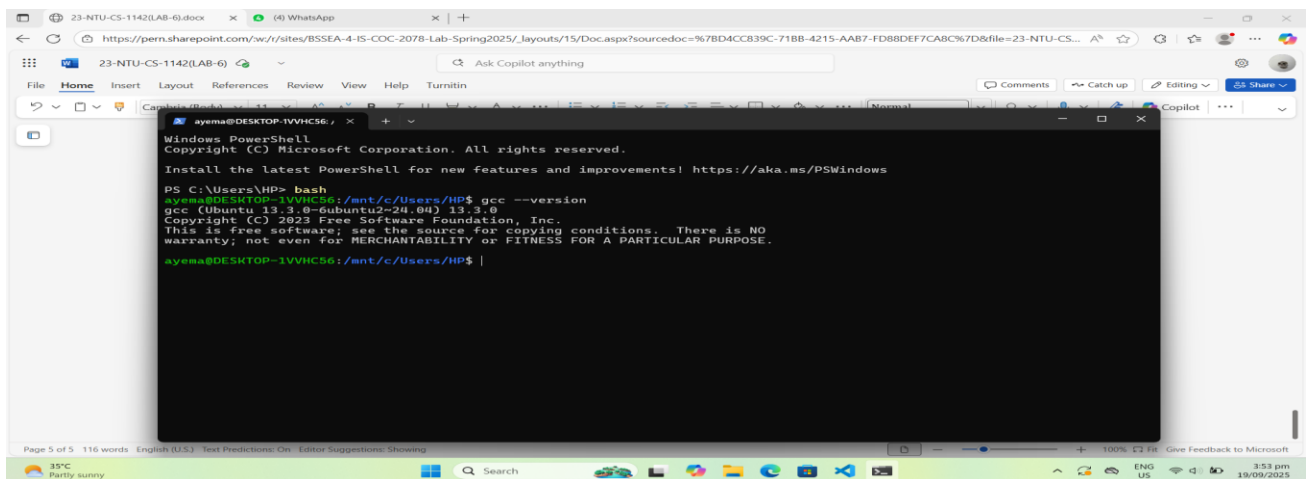 23-NTU-CS-1142(LAB-6).docx
(4) WhatsApp
https://pern.sharepoint.com/:w:/r/sites/BSSEA-4-IS-COC-2078-Lab-Spring2025/_layouts/15/Doc.aspx?sourcedoc=%7BD4CC839C-71BB-4215-AAB7-FD88DEF7CA8C%7D&file=23-NTU-CS...
23-NTU-CS-1142(LAB-6)
Ask Copilot anything
File Home Insert Layout References Review View Help Turnitin
Comments Catch up Editing Share
Normal
Copilot
ayema@DESKTOP-1VVHC56: /
Windows PowerShell
Copyright (C) Microsoft Corporation. All rights reserved.
Install the latest PowerShell for new features and improvements! https://aka.ms/PSWindows
PS C:\Users\HP> bash
ayema@DESKTOP-1VVHC56:/mnt/c/Users/HP$ gcc --version
gcc (Ubuntu 13.3.0-6ubuntu2~24.04) 13.3.0
Copyright (C) 2023 Free Software Foundation, Inc.
This is free software; see the source for copying conditions.  There is NO
warranty; not even for MERCHANTABILITY or FITNESS FOR A PARTICULAR PURPOSE.
ayema@DESKTOP-1VVHC56:/mnt/c/Users/HP$
Page 5 of 5 116 words English (U.S.) Text Predictions: On Editor Suggestions: Showing
100% Fit Give Feedback to Microsoft
35°C
Partly sunny
Search
ENG
US
3:53 pm
19/09/2025